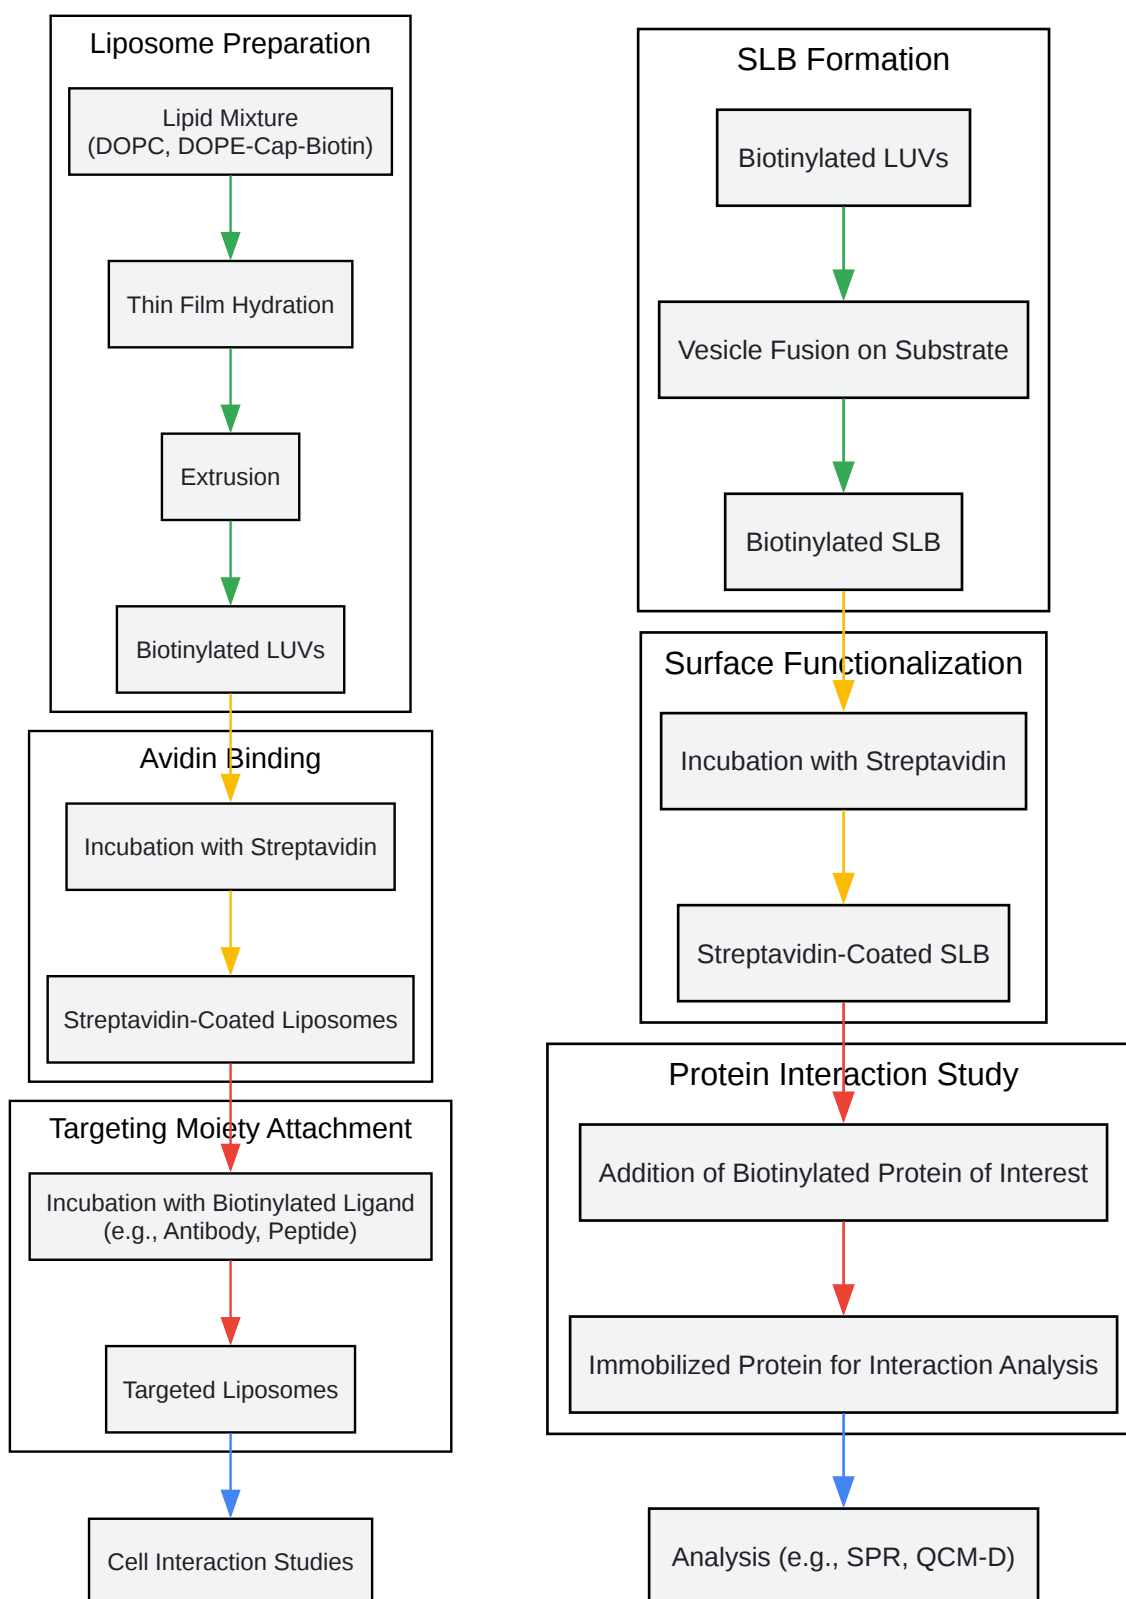 Liposome Preparation
Lipid Mixture
(DOPC, DOPE-Cap-Biotin)
Thin Film Hydration
Extrusion
Biotinylated LUVs
Avidin Binding
Incubation with Streptavidin
Streptavidin-Coated Liposomes
Targeting Moiety Attachment
Incubation with Biotinylated Ligand
(e.g., Antibody, Peptide)
Targeted Liposomes
Cell Interaction Studies
SLB Formation
Biotinylated LUVs
Vesicle Fusion on Substrate
Biotinylated SLB
Surface Functionalization
Incubation with Streptavidin
Streptavidin-Coated SLB
Protein Interaction Study
Addition of Biotinylated Protein of Interest
Immobilized Protein for Interaction Analysis
Analysis (e.g., SPR, QCM-D)